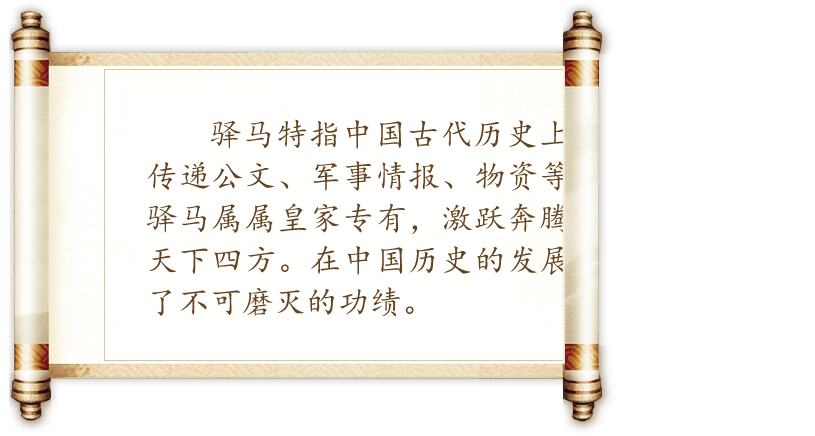 驿马特指中国古代历史上
传递公文、军事情报、物资等
驿马属属皇家专有，激跃奔腾
天下四方。在中国历史的发展
了不可磨灭的功绩。